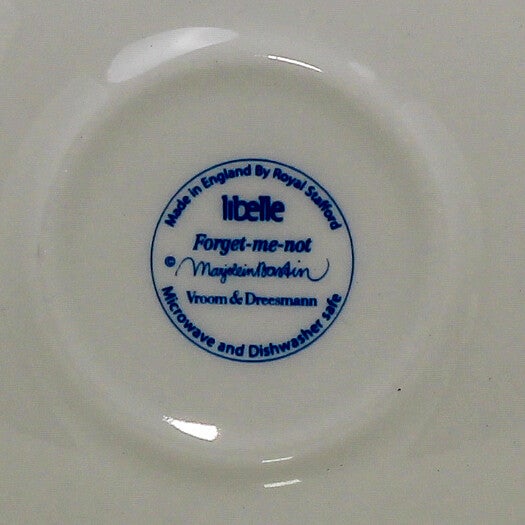 Made in England By Royal Stafford
libelle
Forget-me-not
© Marjolein Bastin
Vroom & Dreesmann
Microwave and Dishwasher safe